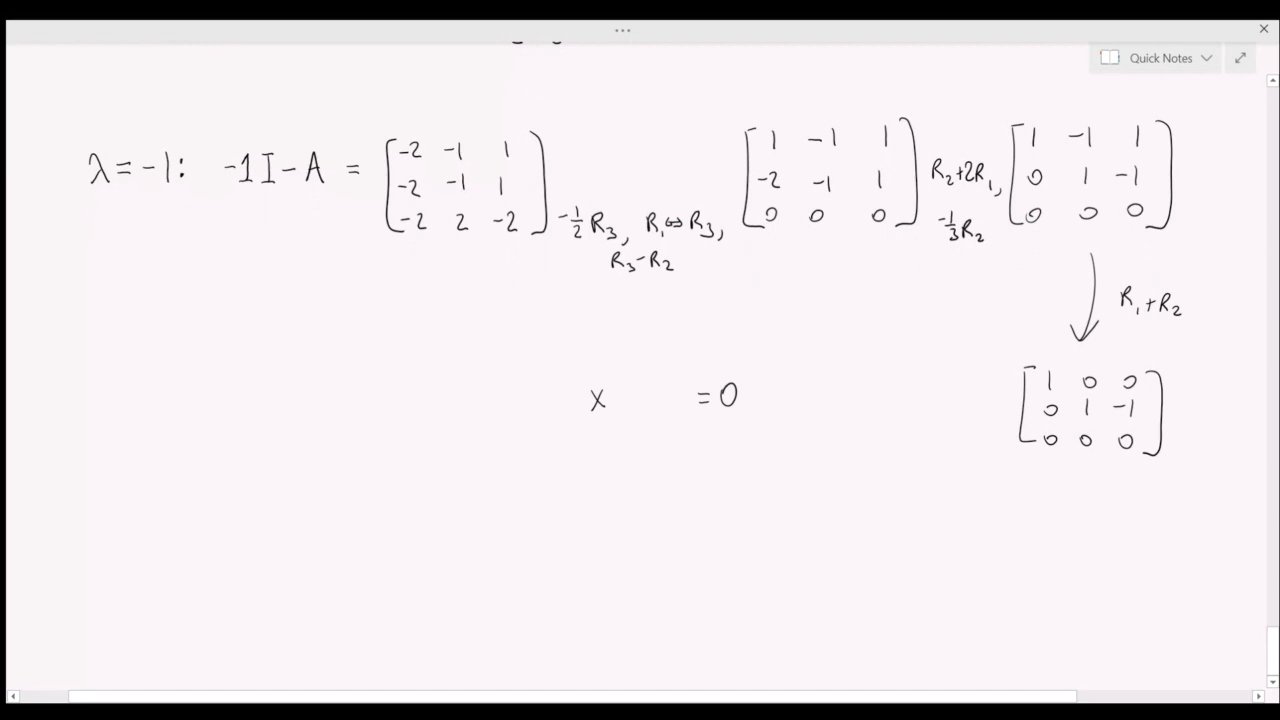 Quick Notes
λ = -1: -1I - A = [-2 -1 1
-2 -1 1
-2 2 -2] -1/2 R₃, R₁ ⇔ R₃,
R₃ - R₂
[1 -1 1
-2 -1 1
0 0 0] R₂ + 2R₁,
-1/3 R₂
[1 -1 1
0 1 -1
0 0 0]
R₁ + R₂
x = 0
[1 0 0
0 1 -1
0 0 0]